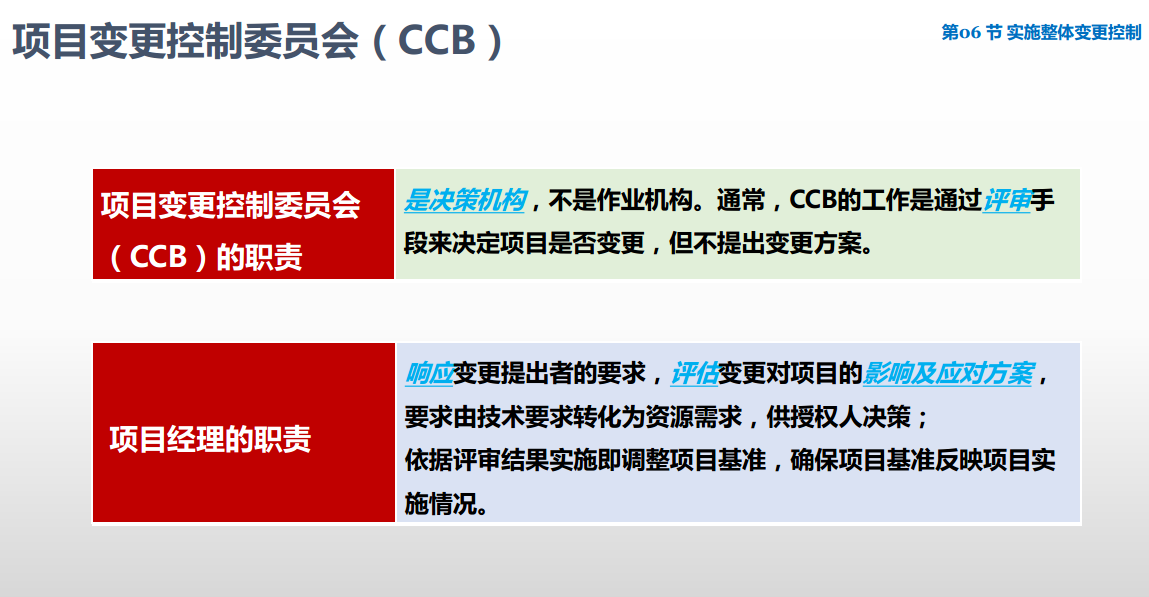 项目变更控制委员会（CCB）
第06 节 实施整体变更控制
项目变更控制委员会
（CCB）的职责
是决策机构，不是作业机构。通常，CCB的工作是通过评审手
段来决定项目是否变更，但不提出变更方案。
项目经理的职责
响应变更提出者的要求，评估变更对项目的影响及应对方案，
要求由技术要求转化为资源需求，供授权人决策；
依据评审结果实施即调整项目基准，确保项目基准反映项目实
施情况。